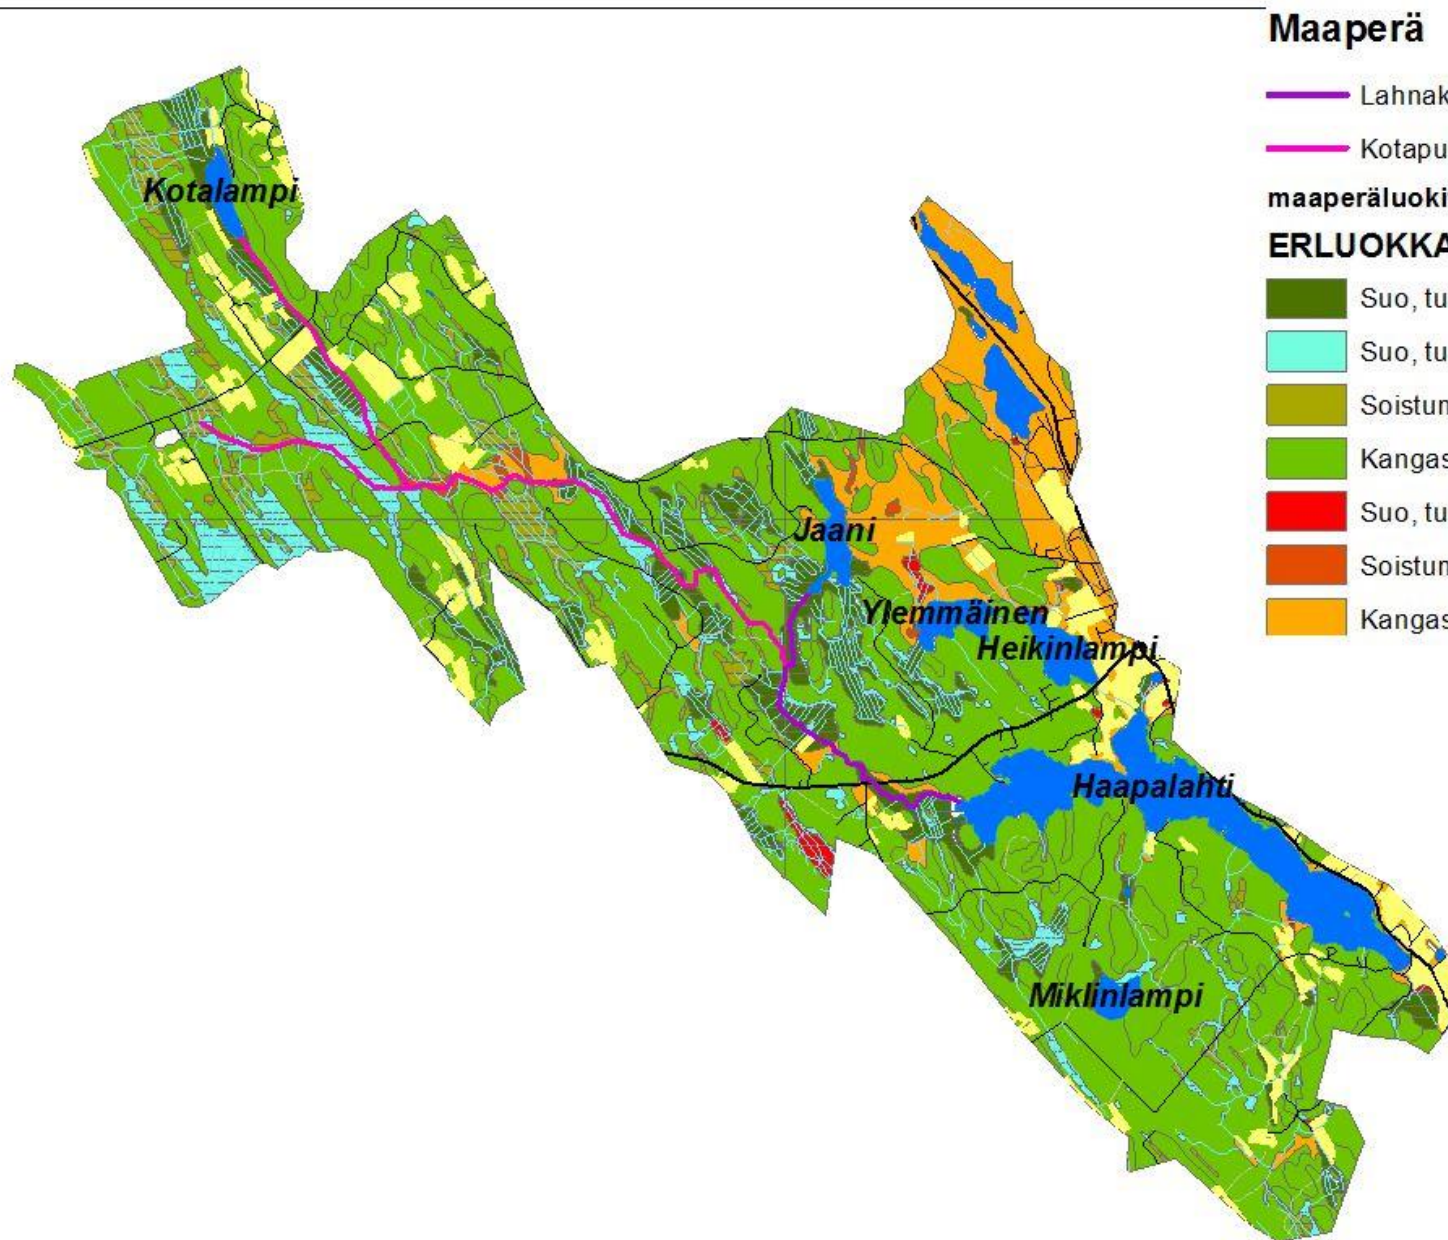 Maaperä
Lahnak
Kotapu
maaperäluoki
ERLUOKKA
Suo, tu
Suo, tu
Soistun
Kangas
Suo, tu
Soistun
Kangas
Kotalampi
Jaani
Ylemmäinen
Heikinlampi
Haapalahti
Miklinlampi